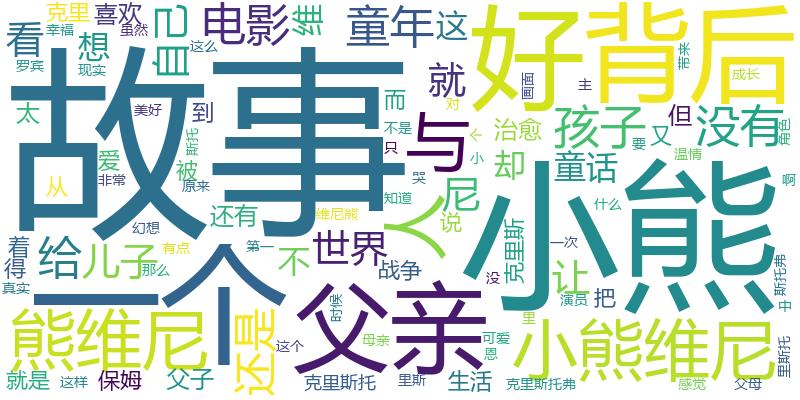 克里 喜欢 电影 维 童年 这 好 背后
看 幸福 虽然 想 自己 这么 画面 主 带来 成长
罗宾 现实 故事 就 孩子 但 没有
太 美好 到 斯托 而 与 对 治愈 又 角色
不是 只 个 却 童话 要
爱 被 哭 小 温情 啊
从 非常 原来 知道 尼 小熊
还有 维尼熊 人 说 什么
着 幻想 有点 第一 不 世界 克里斯 一次
得 给 儿子 那么 一个 战争 没 让 把 斯托弗
真实 时候 父亲 演员 中
熊维尼 还是 这个 母亲 可爱 里 小熊维尼
恩 里斯托
就是 这样 保姆 父子 克里斯托 里斯 生活 克里斯托弗 感觉 父母